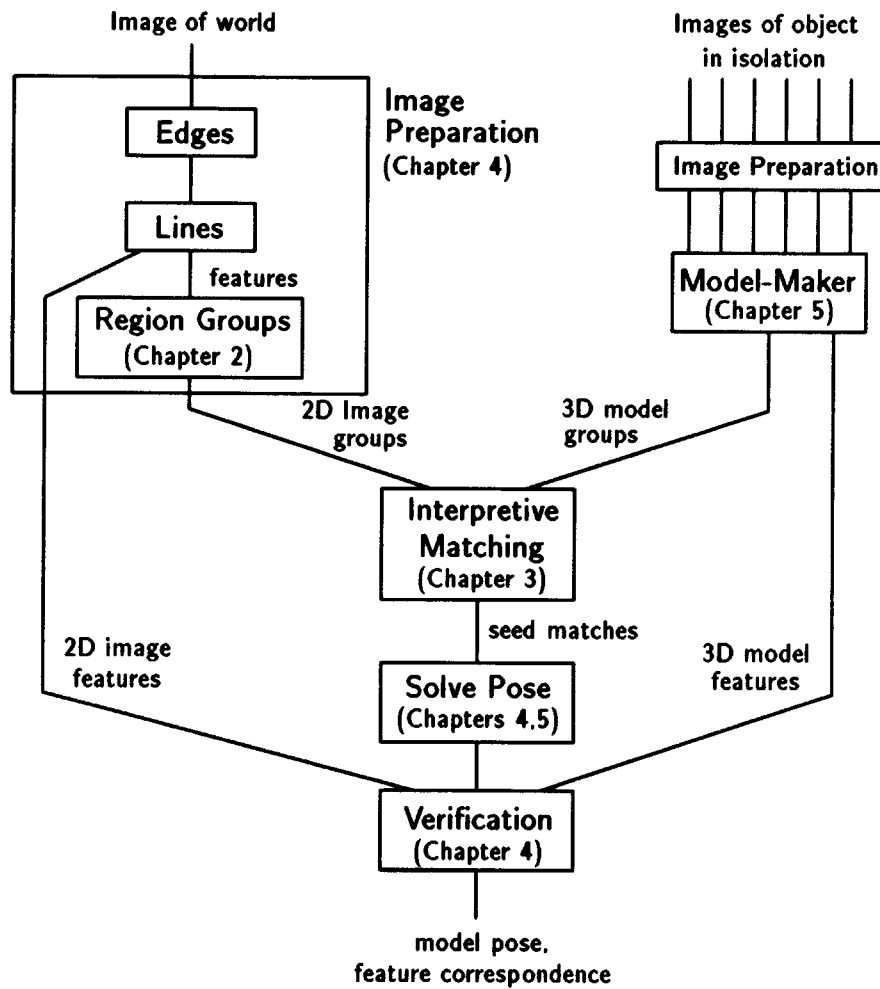 Image of world
Edges
Lines
features
Region Groups
(Chapter 2)
Image
Preparation
(Chapter 4)
Images of object
in isolation
Image Preparation
Model-Maker
(Chapter 5)
2D Image
groups
3D model
groups
Interpretive
Matching
(Chapter 3)
seed matches
2D image
features
3D model
features
Solve Pose
(Chapters 4,5)
Verification
(Chapter 4)
model pose,
feature correspondence